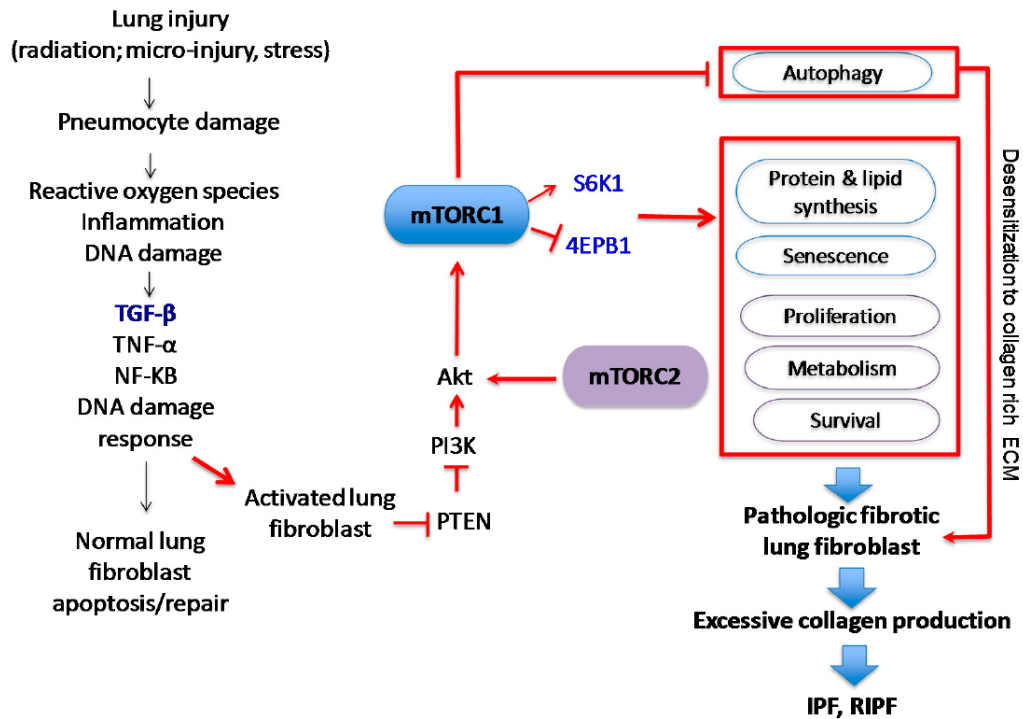 Lung injury
(radiation; micro-injury, stress)
Pneumocyte damage
Reactive oxygen species
Inflammation
DNA damage
TGF-β
TNF-α
NF-KB
DNA damage
response
Normal lung
fibroblast
apoptosis/repair
Activated lung
fibroblast
PTEN
PI3K
Akt
mTORC2
mTORC1
S6K1
4EPB1
Autophagy
Protein & lipid
synthesis
Senescence
Proliferation
Metabolism
Survival
Desensitization to collagen rich ECM
Pathologic fibrotic
lung fibroblast
Excessive collagen production
IPF, RIPF